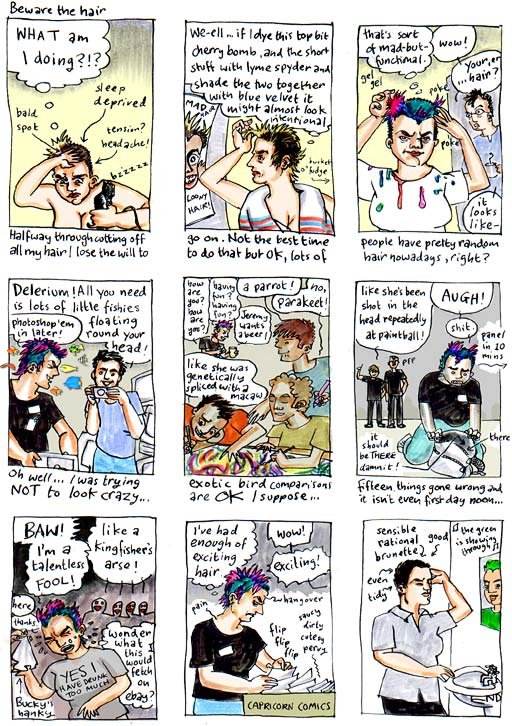 Beware the hair
WHAT am
I doing?!?
sleep
deprived
bald
spot
tension?
headache!
bzzzzz
Halfway through cutting off
all my hair I lose the will to
We-ell... if I dye this top bit
cherry bomb, and the short
stuff with lyme spyder and
shade the two together
with blue velvet it
might almost look
intentional
MAD
LOONY
HAIR!
bucket
o' fudge
go on. Not the best time
to do that but OK, lots of
that's sort
of mad-but-
functional.
wow!
your, er
... hair?
gel
gel
poke
poke
it
looks
like-
people have pretty random
hair nowadays, right?
Delerium! All you need
is lots of little fishies
floating
round your
head!
photoshop 'em
in later!
Oh well... I was trying
NOT to look crazy...
how are
you?
how are
you?
having
fun?
having
fun?
a parrot!
no,
parakeet!
Jeremy
wants
a beer!
like she was
genetically
spliced with a
macaw
exotic bird comparisons
are OK I suppose...
like she's been
shot in the
head repeatedly
at paintball!
AUGH!
shit
panel
in 10
mins
PFF
it
should
be THERE
damnit!
there
fifteen things gone wrong and
it isn't even first day noon...
BAW!
I'm a
talentless
FOOL!
like a
Kingfisher's
arse!
here
thanks
YES I
HAVE DRUNK
TOO MUCH
Wonder
what
this
would
fetch
on
ebay?
Bucky's
hanky
I've had
enough of
exciting
hair
wow!
exciting!
pain
hangover
saucy
dirty
cutesy
pervy
flip
flip
flip
CAPRICORN COMICS
sensible
rational
brunette?
good
the green
is showing
through
even
tidy
END